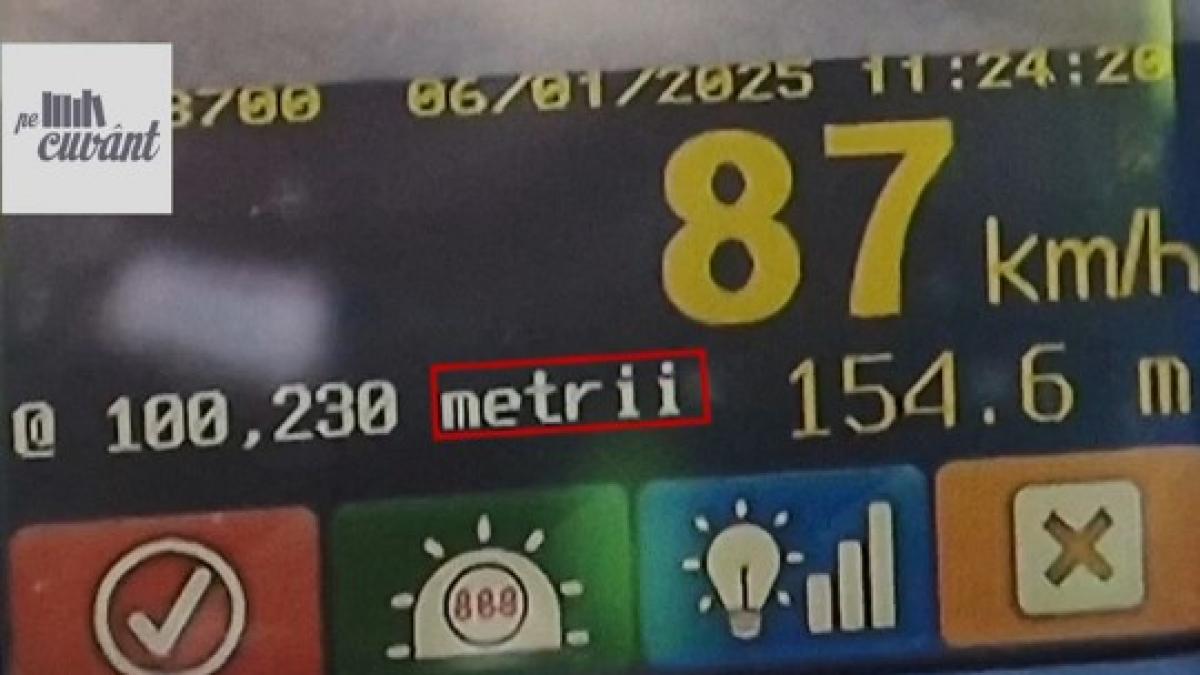 pe
cuvânt
8700 06/01/2025 11:24:20
87 km/h
@ 100,230 metrii 154.6 m
888